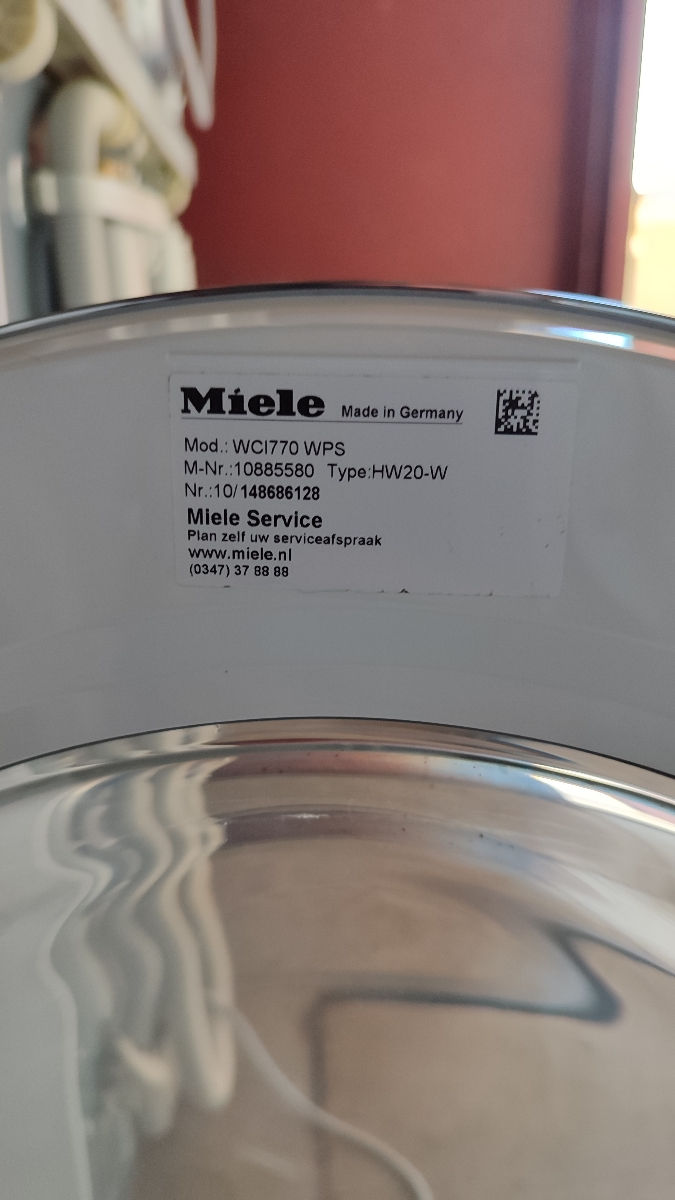 Miele Made in Germany
Mod.: WCI770 WPS
M-Nr.:10885580 Type:HW20-W
Nr.:10/148686128
Miele Service
Plan zelf uw serviceafspraak
www.miele.nl
(0347) 37 88 88